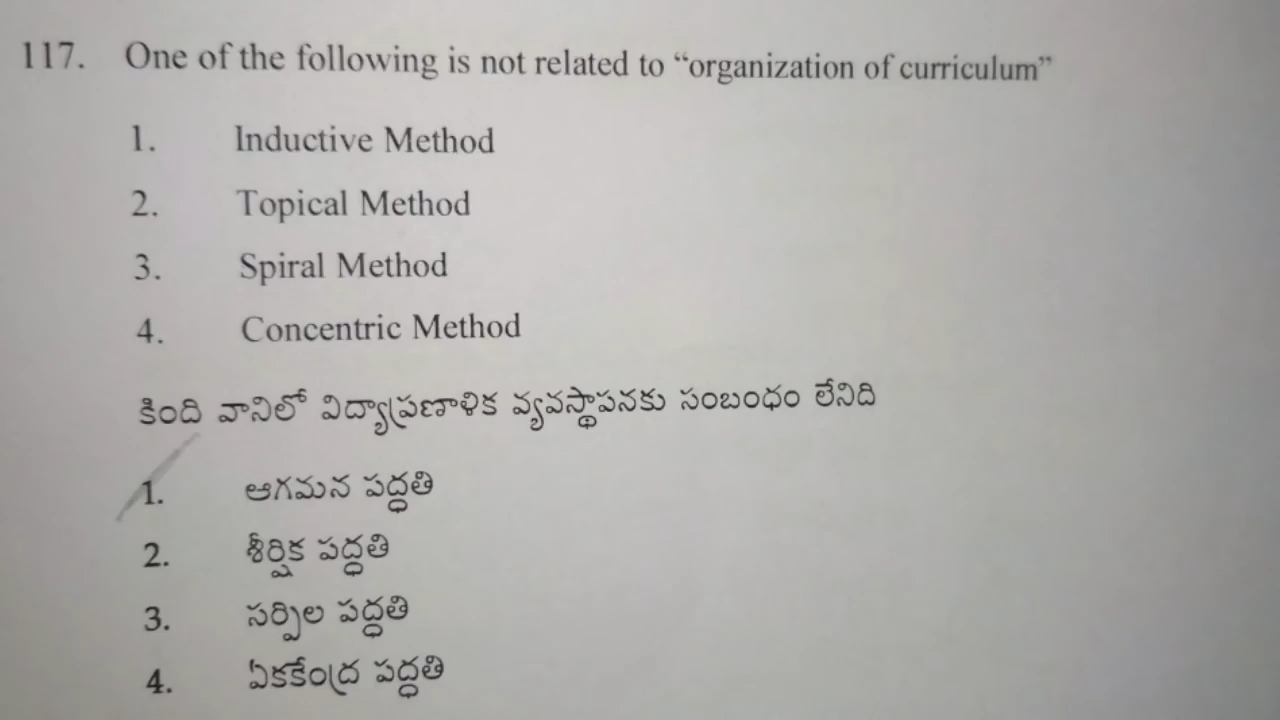 117. One of the following is not related to “organization of curriculum”
1. Inductive Method
2. Topical Method
3. Spiral Method
4. Concentric Method
కింది వానిలో విద్యాప్రణాళిక వ్యవస్థాపనకు సంబంధం లేనిది
1. ఆగమన పద్ధతి
2. శీర్షిక పద్ధతి
3. సర్పిల పద్ధతి
4. ఏకకేంద్ర పద్ధతి